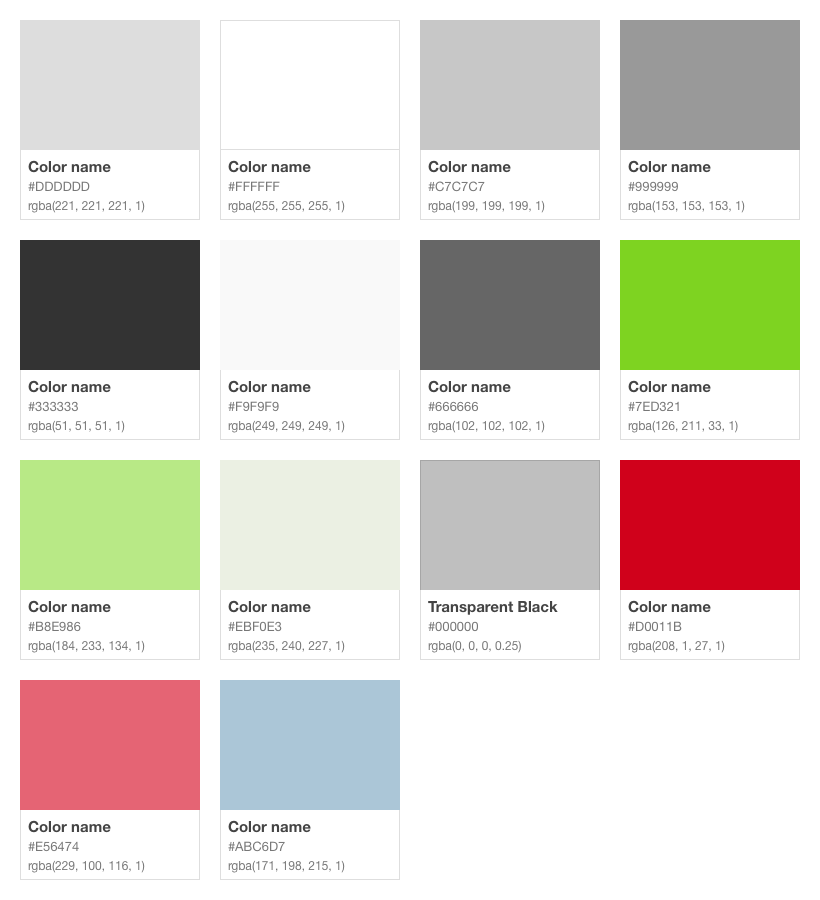 Color name
#DDDDDD
rgba(221, 221, 221, 1)
Color name
#FFFFFF
rgba(255, 255, 255, 1)
Color name
#C7C7C7
rgba(199, 199, 199, 1)
Color name
#999999
rgba(153, 153, 153, 1)
Color name
#333333
rgba(51, 51, 51, 1)
Color name
#F9F9F9
rgba(249, 249, 249, 1)
Color name
#666666
rgba(102, 102, 102, 1)
Color name
#7ED321
rgba(126, 211, 33, 1)
Color name
#B8E986
rgba(184, 233, 134, 1)
Color name
#EBF0E3
rgba(235, 240, 227, 1)
Transparent Black
#000000
rgba(0, 0, 0, 0.25)
Color name
#D0011B
rgba(208, 1, 27, 1)
Color name
#E56474
rgba(229, 100, 116, 1)
Color name
#ABC6D7
rgba(171, 198, 215, 1)